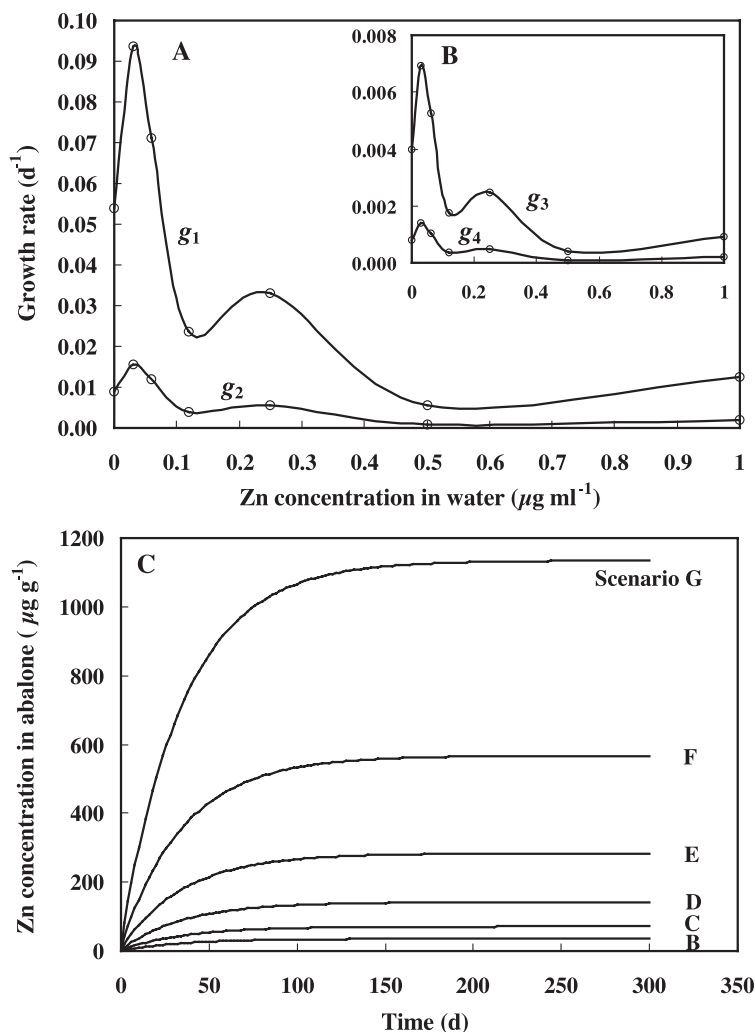 A
Growth rate (d⁻¹)
0.10
0.09
0.08
0.07
0.06
0.05
0.04
0.03
0.02
0.01
0.00
g₁
g₂
0 0.1 0.2 0.3 0.4 0.5 0.6 0.7 0.8 0.9 1
Zn concentration in water (µg ml⁻¹)
B
0.008
0.006
0.004
0.002
0.000
g₃
g₄
0 0.2 0.4 0.6 0.8 1
C
Zn concentration in abalone ( µg g⁻¹)
1200
1000
800
600
400
200
0
Scenario G
F
E
D
C
B
0 50 100 150 200 250 300 350
Time (d)